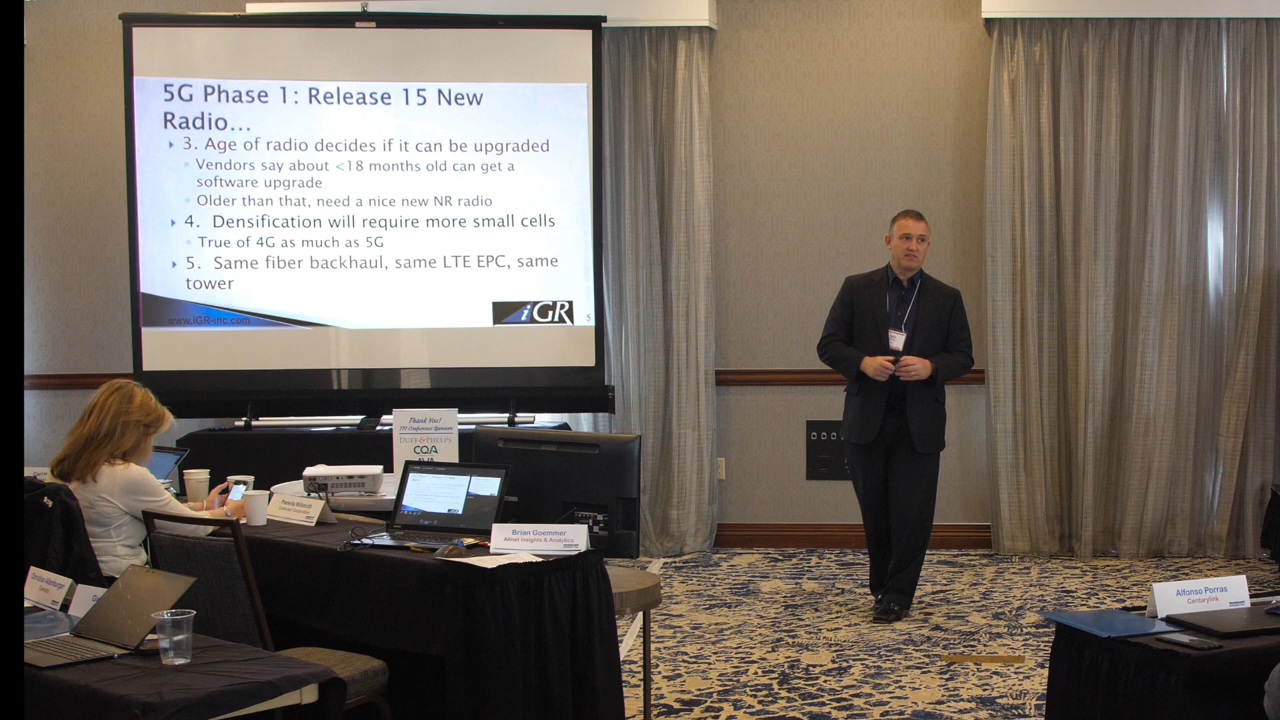 5G Phase 1: Release 15 New
Radio...
3. Age of radio decides if it can be upgraded
Vendors say about <18 months old can get a
software upgrade
Older than that, need a nice new NR radio
4. Densification will require more small cells
True of 4G as much as 5G
5. Same fiber backhaul, same LTE EPC, same
tower
www.iGR-inc.com
iGR
5
Thank You!
TTI Conference Sponsors
DUFF & PHELPS
CQA
Brian Goemmer
Allnet Insights & Analytics
Alfonso Porras
Centurylink